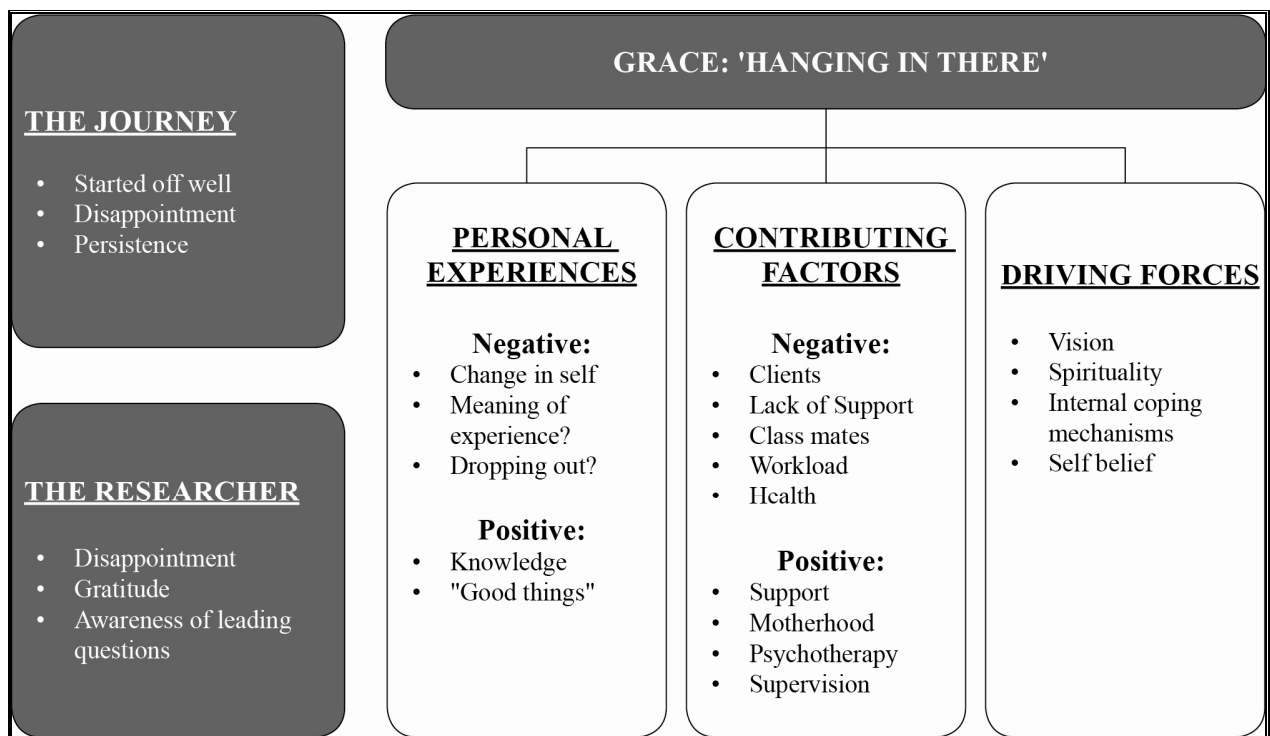 THE JOURNEY
• Started off well
• Disappointment
• Persistence
THE RESEARCHER
• Disappointment
• Gratitude
• Awareness of leading
questions
GRACE: 'HANGING IN THERE'
PERSONAL
EXPERIENCES
Negative:
• Change in self
• Meaning of
experience?
• Dropping out?
Positive:
• Knowledge
• "Good things"
CONTRIBUTING
FACTORS
Negative:
• Clients
• Lack of Support
• Class mates
• Workload
• Health
Positive:
• Support
• Motherhood
• Psychotherapy
• Supervision
DRIVING FORCES
• Vision
• Spirituality
• Internal coping
mechanisms
• Self belief